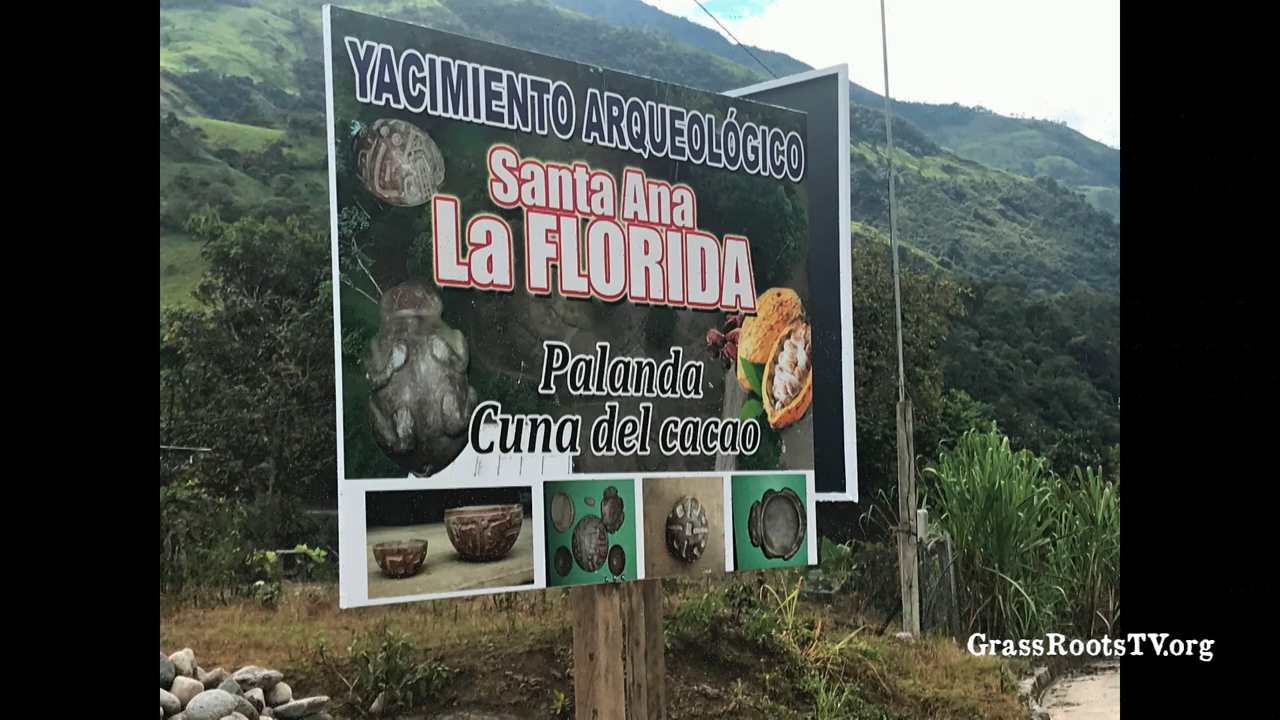 YACIMIENTO ARQUEOLÓGICO
Santa Ana
La FLORIDA
Palanda
Cuna del cacao
GrassRootsTV.org